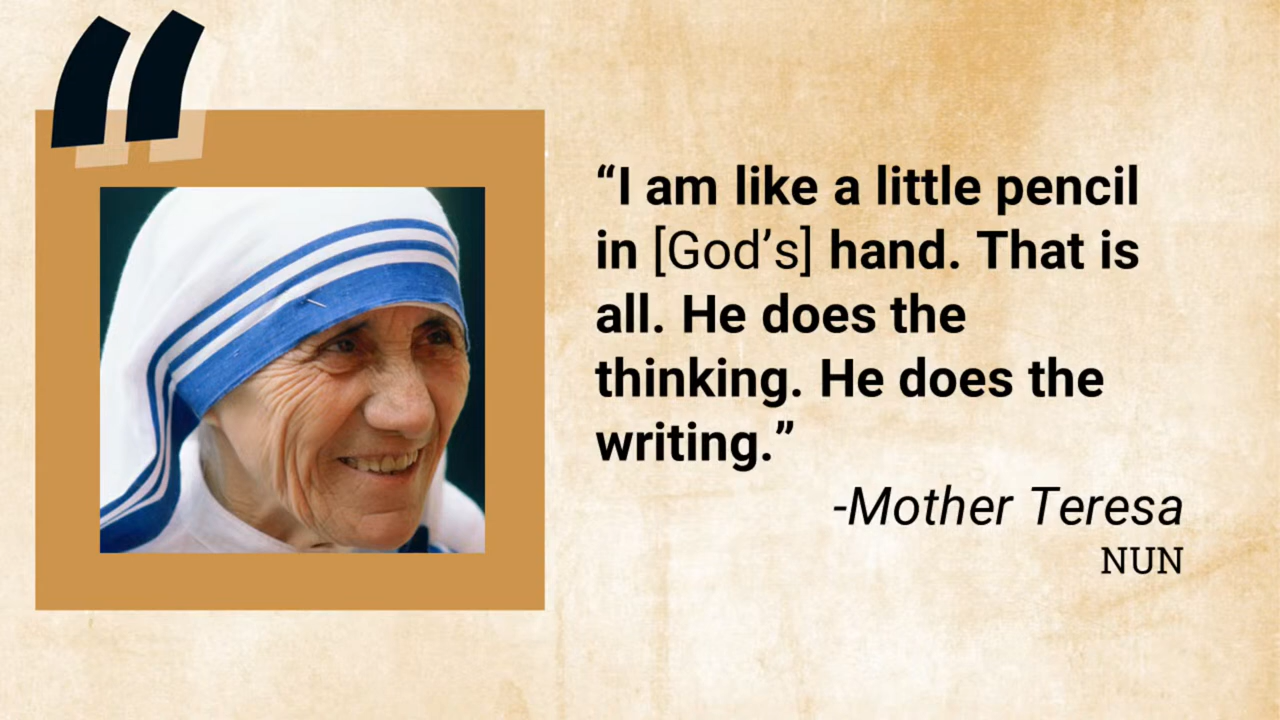 “I am like a little pencil
in [God’s] hand. That is
all. He does the
thinking. He does the
writing.”
-Mother Teresa
NUN